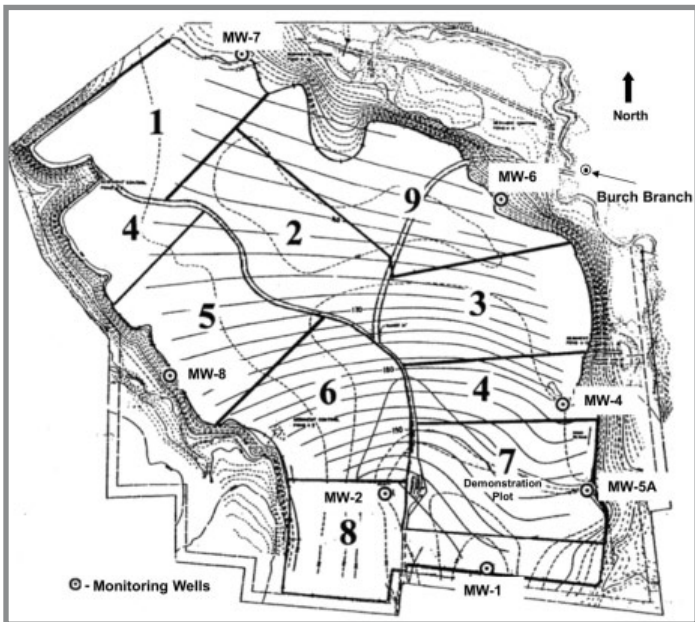 MW-7
North
1
MW-6
Burch Branch
9
4
2
3
5
MW-8
6
4
MW-4
7
Demonstration
Plot
MW-5A
MW-2
8
- Monitoring Wells
MW-1